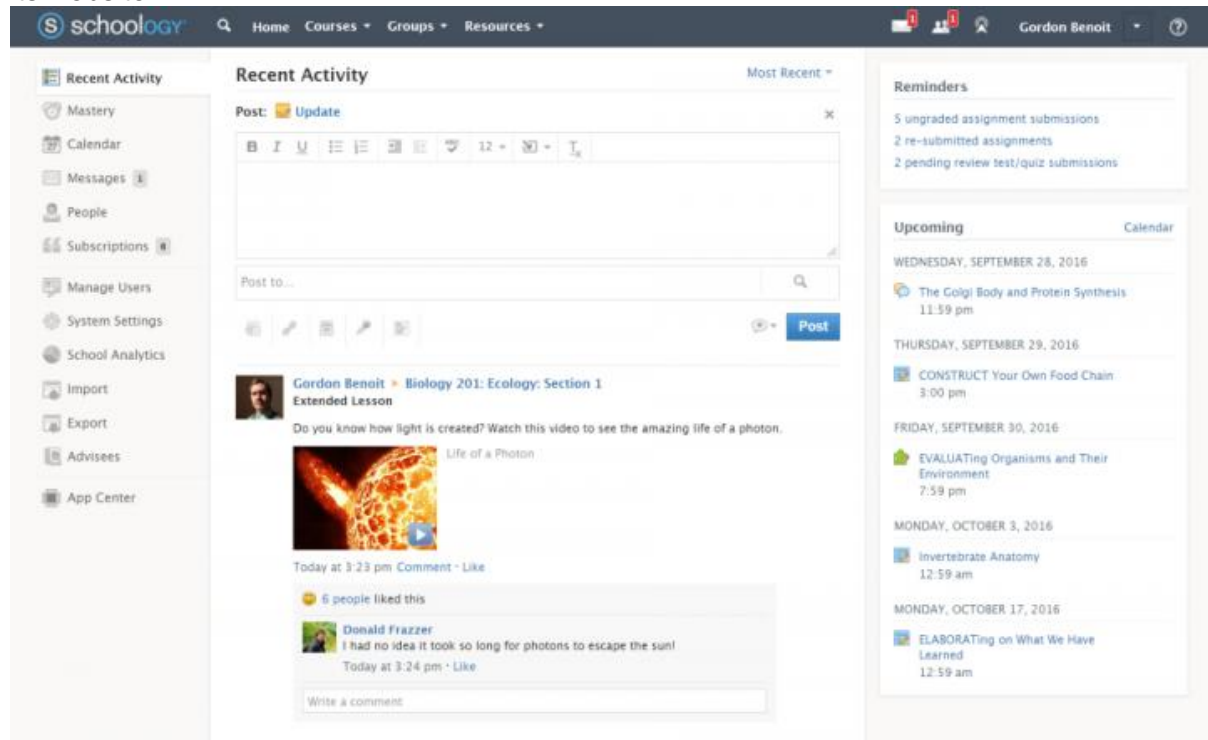 schoology
Home Courses Groups Resources
1 1 Gordon Benoit
Recent Activity
Mastery
Calendar
Messages 1
People
Subscriptions
Manage Users
System Settings
School Analytics
Import
Export
Advisees
App Center
Recent Activity Most Recent
Post: Update
B I U 12
Post to...
Post
Gordon Benoit Biology 201: Ecology: Section 1
Extended Lesson
Do you know how light is created? Watch this video to see the amazing life of a photon.
Life of a Photon
Today at 3:23 pm Comment · Like
6 people liked this
Donald Frazzer
I had no idea it took so long for photons to escape the sun!
Today at 3:24 pm · Like
Write a comment
Reminders
5 ungraded assignment submissions
2 re-submitted assignments
2 pending review test/quiz submissions
Upcoming Calendar
WEDNESDAY, SEPTEMBER 28, 2016
The Golgi Body and Protein Synthesis
11:59 pm
THURSDAY, SEPTEMBER 29, 2016
CONSTRUCT Your Own Food Chain
3:00 pm
FRIDAY, SEPTEMBER 30, 2016
EVALUATing Organisms and Their
Environment
7:59 pm
MONDAY, OCTOBER 3, 2016
Invertebrate Anatomy
12:59 am
MONDAY, OCTOBER 17, 2016
ELABORATing on What We Have
Learned
12:59 am